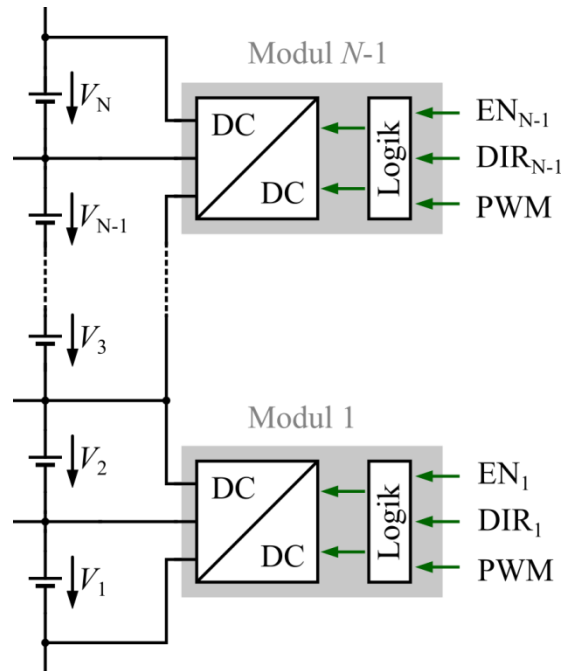 Modul N-1
V_N
DC
DC
Logik
EN_N-1
DIR_N-1
PWM
V_N-1
V_3
Modul 1
V_2
DC
DC
Logik
EN_1
DIR_1
PWM
V_1